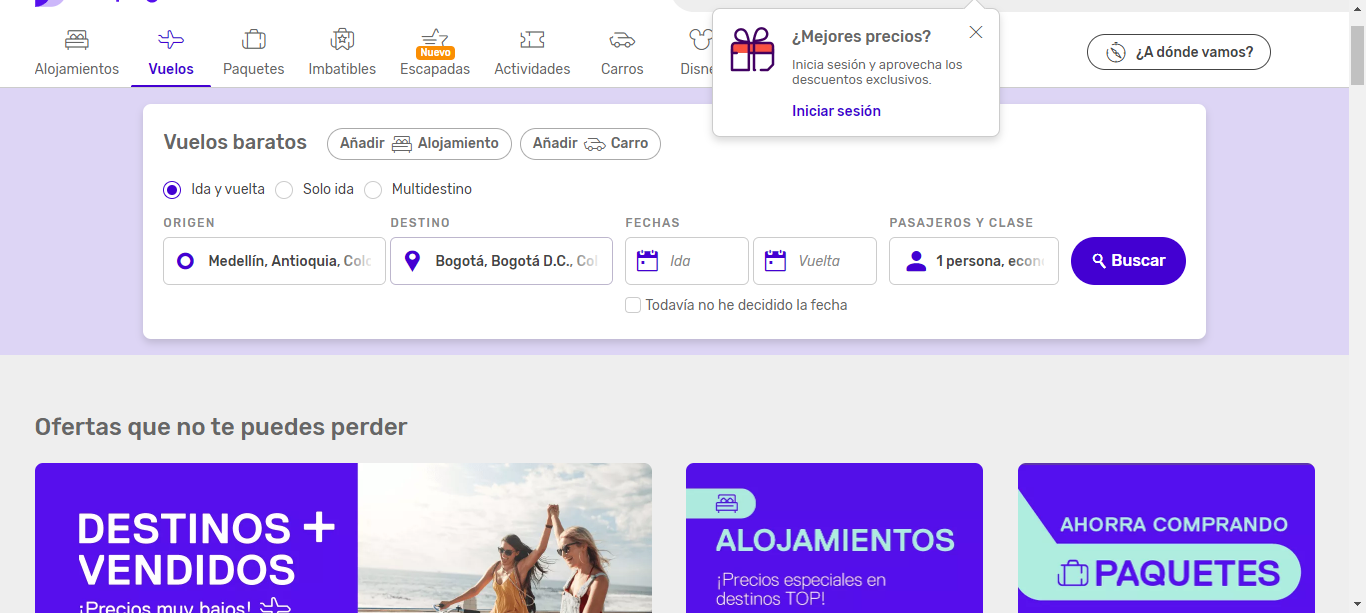 Alojamientos
Vuelos
Paquetes
Imbatibles
Nuevo
Escapadas
Actividades
Carros
¿Mejores precios?
Inicia sesión y aprovecha los
descuentos exclusivos.
Iniciar sesión
¿A dónde vamos?
Vuelos baratos
Añadir Alojamiento
Añadir Carro
Ida y vuelta
Solo ida
Multidestino
ORIGEN
DESTINO
FECHAS
PASAJEROS Y CLASE
Medellín, Antioquia, Colo
Bogotá, Bogotá D.C., Col
Ida
Vuelta
1 persona, econ
Buscar
Todavía no he decidido la fecha
Ofertas que no te puedes perder
DESTINOS +
VENDIDOS
¡Precios muy bajos!
ALOJAMIENTOS
¡Precios especiales en
destinos TOP!
AHORRA COMPRANDO
PAQUETES